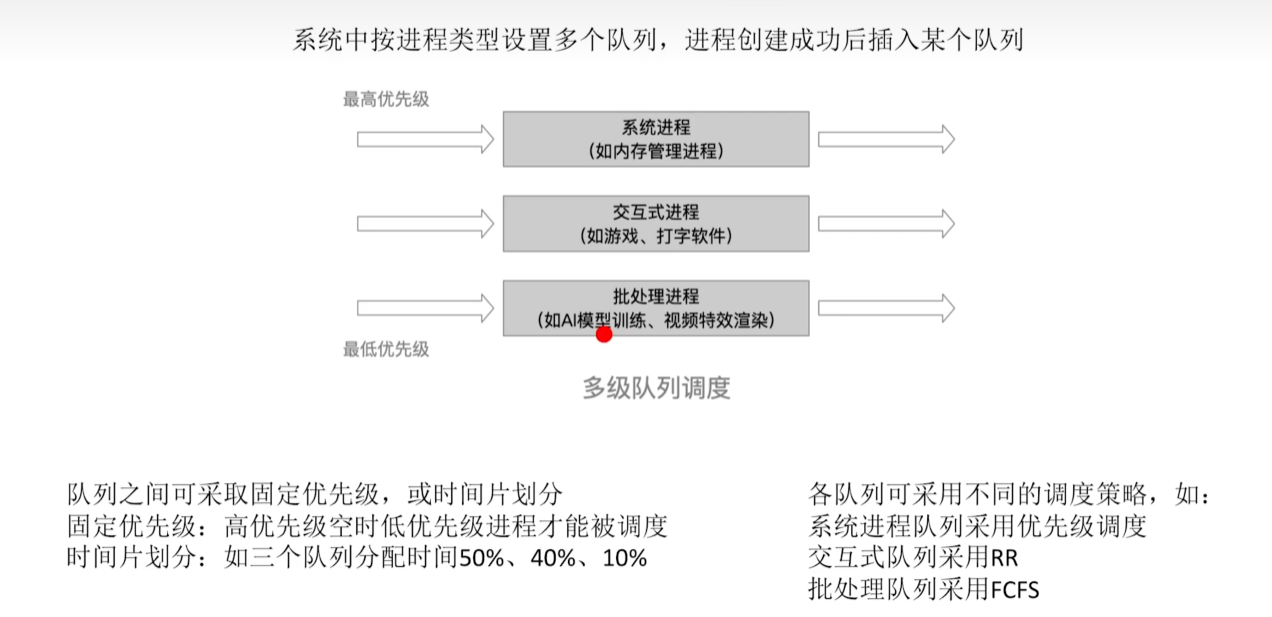 系统中按进程类型设置多个队列，进程创建成功后插入某个队列
最高优先级
系统进程
（如内存管理进程）
交互式进程
（如游戏、打字软件）
批处理进程
（如AI模型训练、视频特效渲染）
最低优先级
多级队列调度
队列之间可采取固定优先级，或时间片划分
固定优先级：高优先级空时低优先级进程才能被调度
时间片划分：如三个队列分配时间50%、40%、10%
各队列可采用不同的调度策略，如：
系统进程队列采用优先级调度
交互式队列采用RR
批处理队列采用FCFS